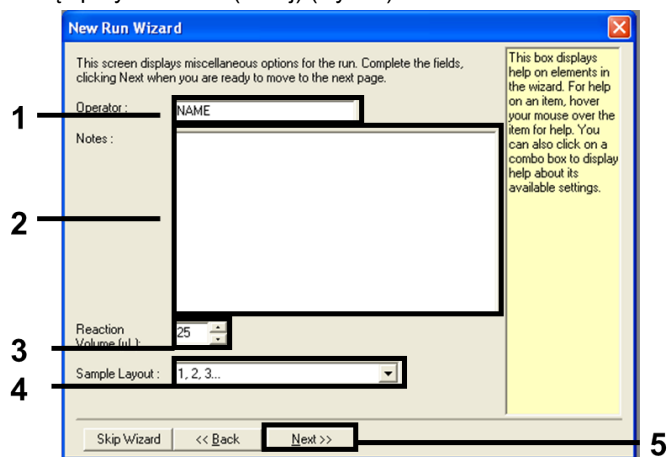 New Run Wizard
This screen displays miscellaneous options for the run. Complete the fields,
clicking Next when you are ready to move to the next page.
This box displays
help on elements in
the wizard. For help
on an item, hover
your mouse over the
item for help. You
can also click on a
combo box to display
help about its
available settings.
1
Operator :
NAME
Notes :
2
Reaction
Volume (µL):
25
3
Sample Layout :
1, 2, 3...
4
Skip Wizard
<< Back
Next >>
5